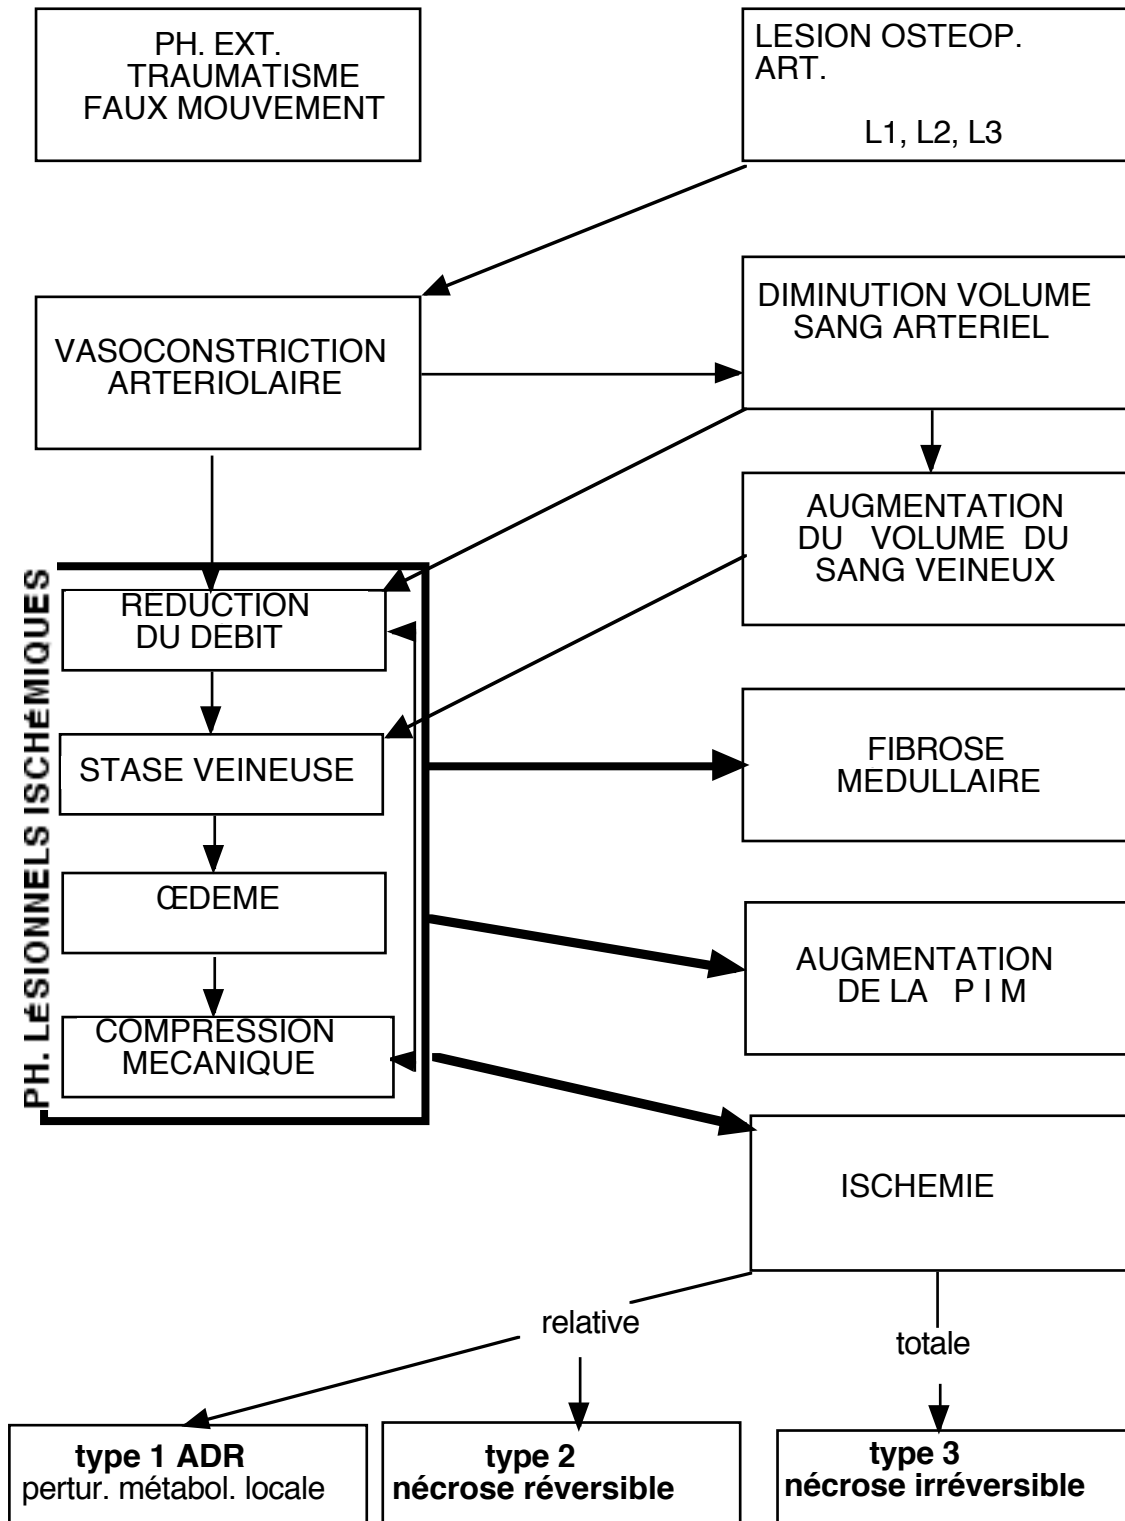 PH. EXT.
TRAUMATISME
FAUX MOUVEMENT
LESION OSTEOP.
ART.
L1, L2, L3
VASOCONSTRICTION
ARTERIOLAIRE
DIMINUTION VOLUME
SANG ARTERIEL
AUGMENTATION
DU VOLUME DU
SANG VEINEUX
PH. LÉSIONNELS ISCHÉMIQUES
REDUCTION
DU DEBIT
STASE VEINEUSE
ŒDEME
COMPRESSION
MECANIQUE
FIBROSE
MEDULLAIRE
AUGMENTATION
DE LA P I M
ISCHEMIE
relative
totale
type 1 ADR
pertur. métabol. locale
type 2
nécrose réversible
type 3
nécrose irréversible